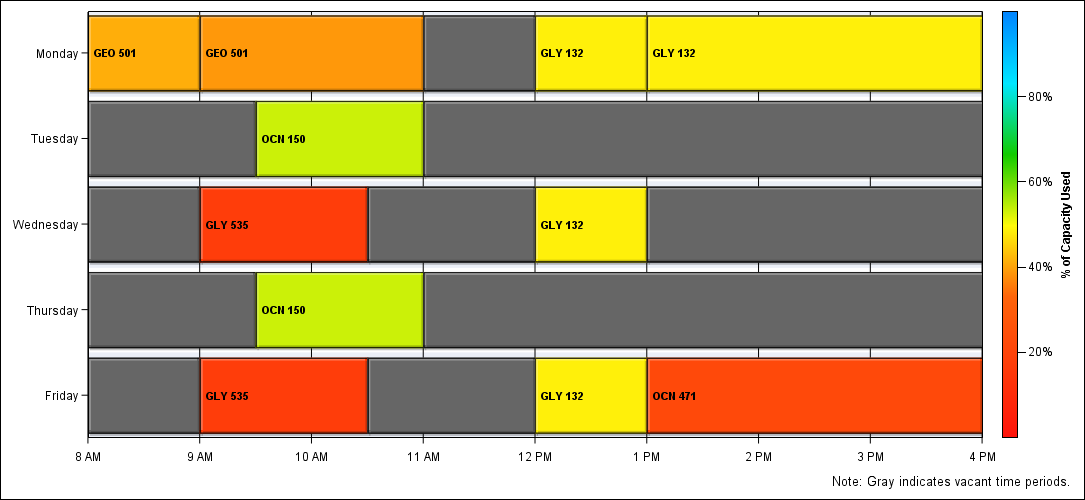 Monday GEO 501 GEO 501 GLY 132 GLY 132
Tuesday OCN 150
Wednesday GLY 535 GLY 132
Thursday OCN 150
Friday GLY 535 GLY 132 OCN 471
8 AM 9 AM 10 AM 11 AM 12 PM 1 PM 2 PM 3 PM 4 PM
80%
60%
40%
20%
% of Capacity Used
Note: Gray indicates vacant time periods.